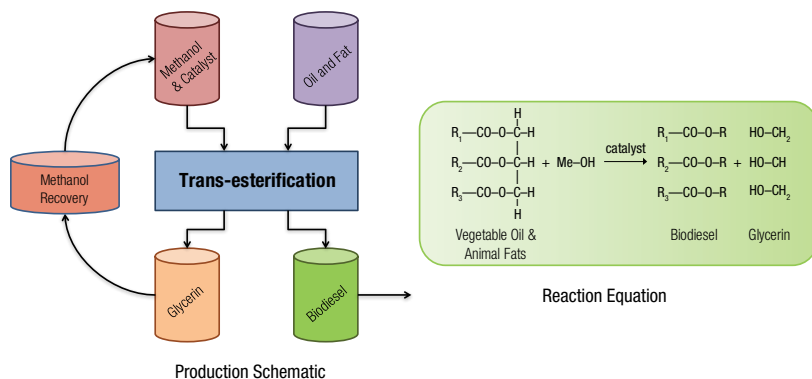 Methanol
& Catalyst
Oil and Fat
Methanol
Recovery
Trans-esterification
Glycerin
Biodiesel
Production Schematic
H
R₁—CO–O–C–H
R₂—CO–O–C–H + Me–OH
R₃—CO–O–C–H
H
catalyst
R₁—CO–O–R
R₂—CO–O–R +
R₃—CO–O–R
HO–CH₂
HO–CH
HO–CH₂
Vegetable Oil &
Animal Fats
Biodiesel
Glycerin
Reaction Equation